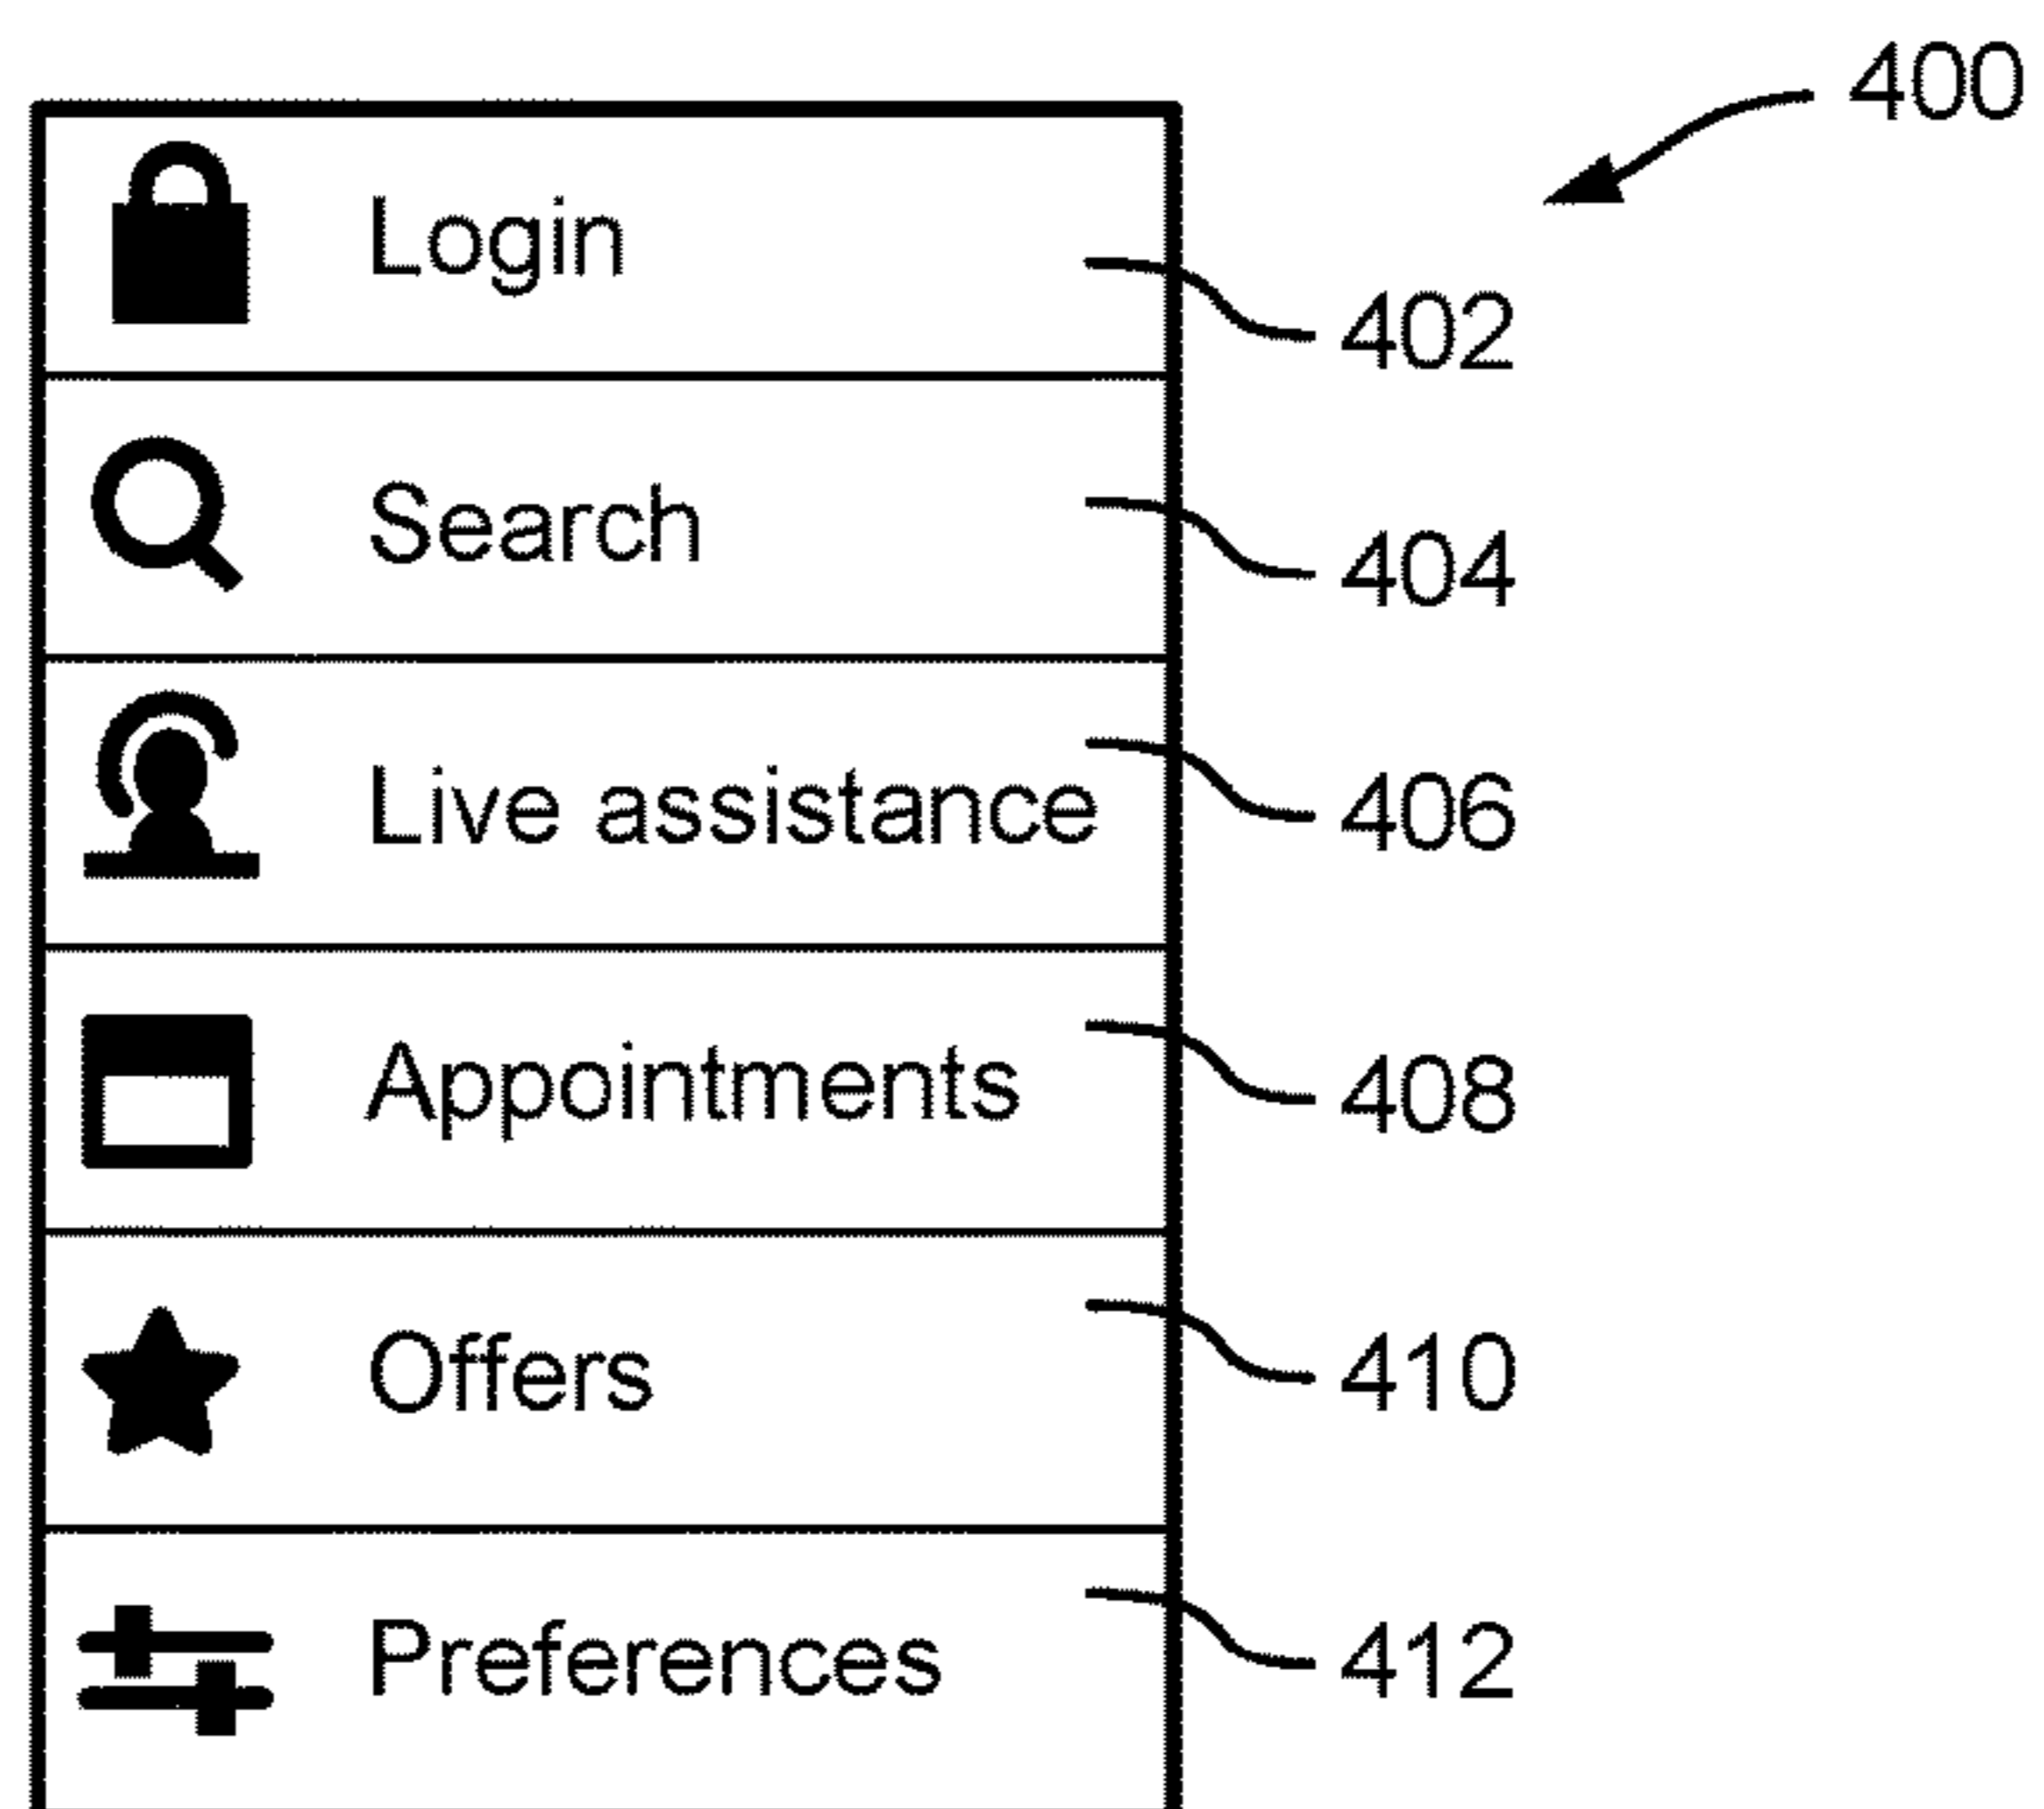 400
Login
402
Search
404
Live assistance
406
Appointments
408
Offers
410
Preferences
412